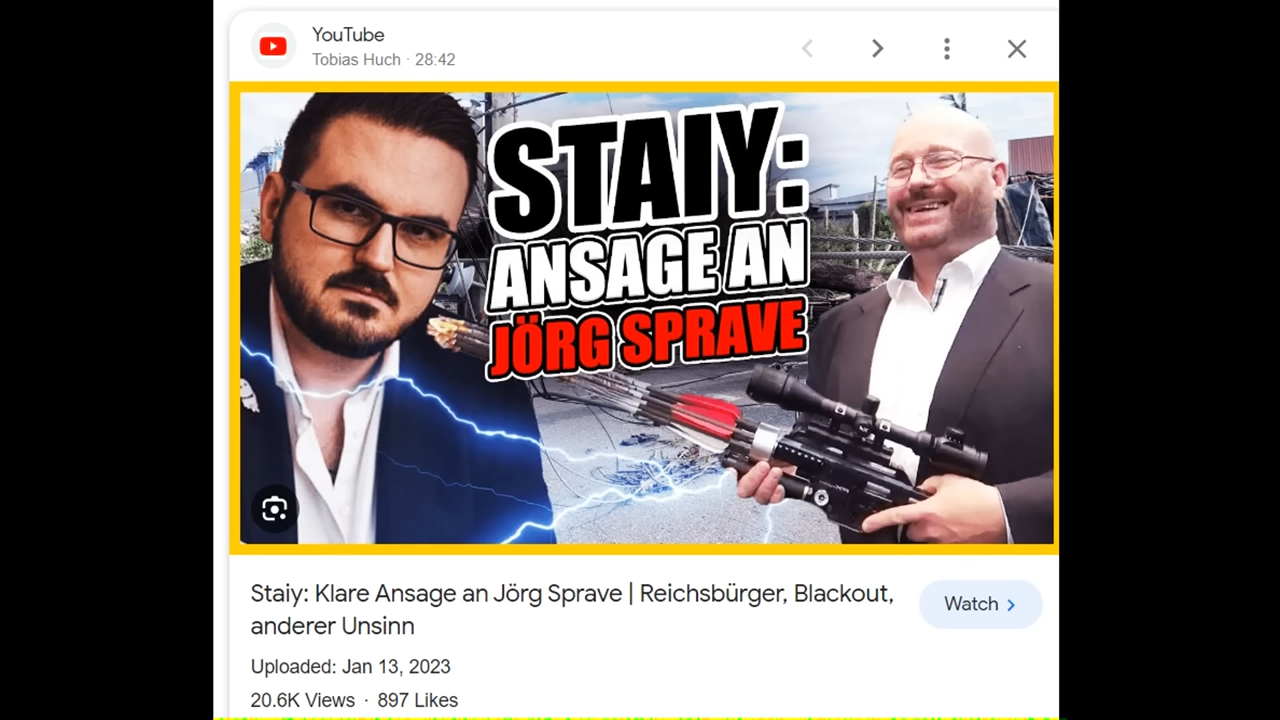 YouTube
Tobias Huch · 28:42
STAIY:
ANSAGE AN
JÖRG SPRAVE
Staiy: Klare Ansage an Jörg Sprave | Reichsbürger, Blackout,
anderer Unsinn
Watch
Uploaded: Jan 13, 2023
20.6K Views · 897 Likes